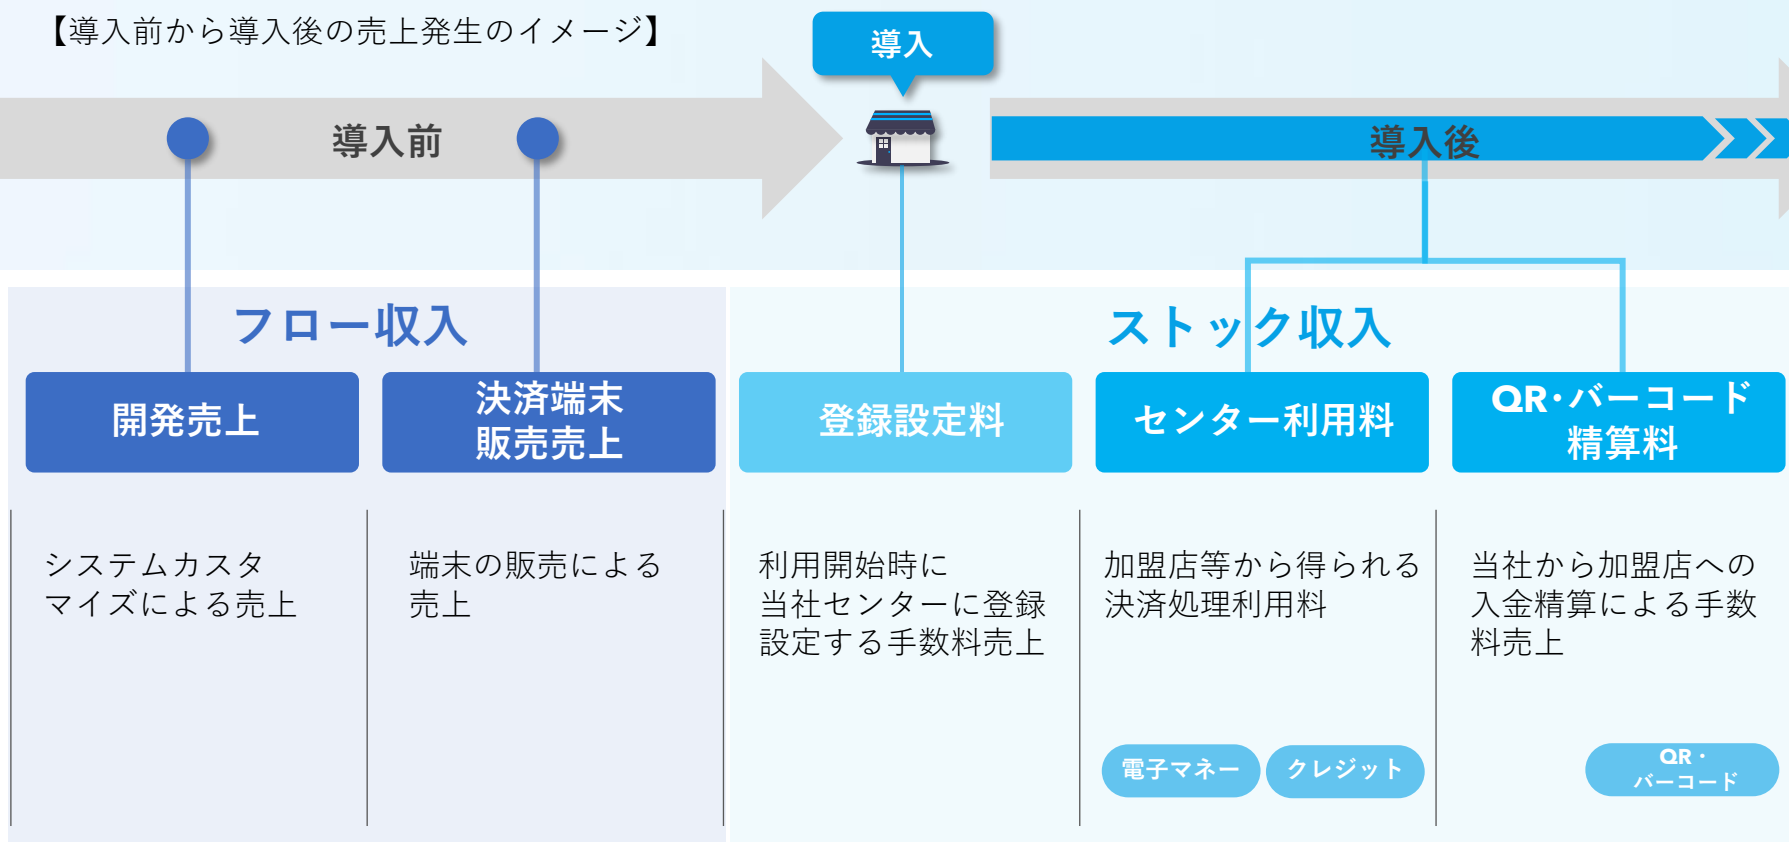 【導入前から導入後の売上発生のイメージ】
導入
導入前
導入後
フロー収入
ストック収入
開発売上
決済端末
販売売上
登録設定料
センター利用料
QR・バーコード
精算料
システムカスタ
マイズによる売上
端末の販売による
売上
利用開始時に
当社センターに登録
設定する手数料売上
加盟店等から得られる
決済処理利用料
当社から加盟店への
入金精算による手数
料売上
電子マネー
クレジット
QR・
バーコード